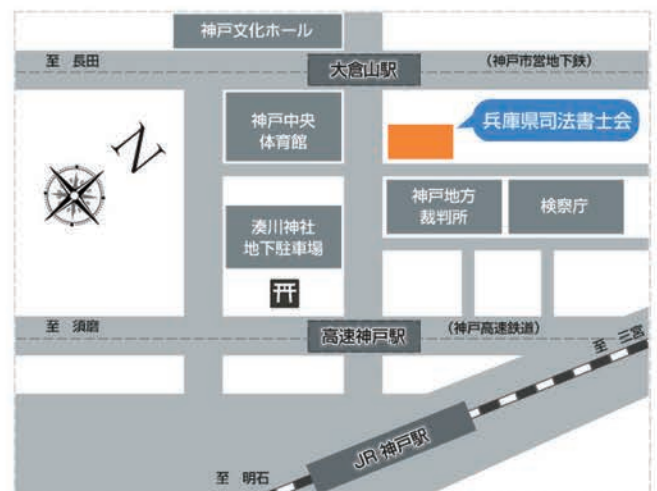 神戸文化ホール
至 長田
大倉山駅
（神戸市営地下鉄）
N
神戸中央
体育館
兵庫県司法書士会
神戸地方
裁判所
検察庁
湊川神社
地下駐車場
至 須磨
高速神戸駅
（神戸高速鉄道）
至 三宮
JR 神戸駅
至 明石